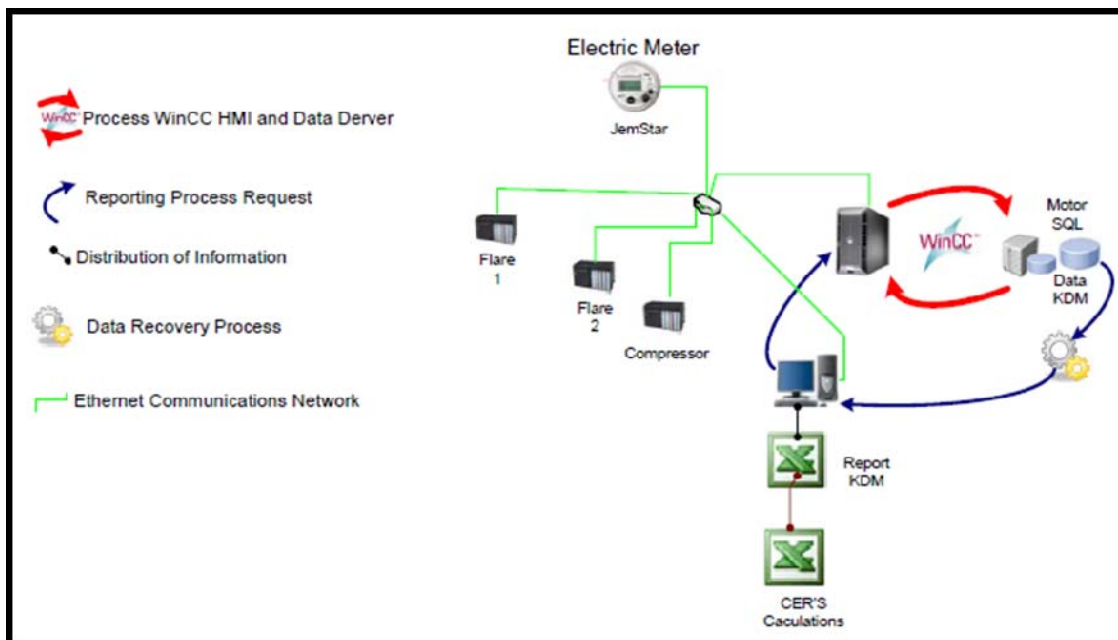 Electric Meter
JemStar
WinCC
Process WinCC HMI and Data Derver
Reporting Process Request
Distribution of Information
Data Recovery Process
Ethernet Communications Network
Flare
1
Flare
2
Compressor
WinCC
Motor
SQL
Data
KDM
Report
KDM
CER'S
Caculations